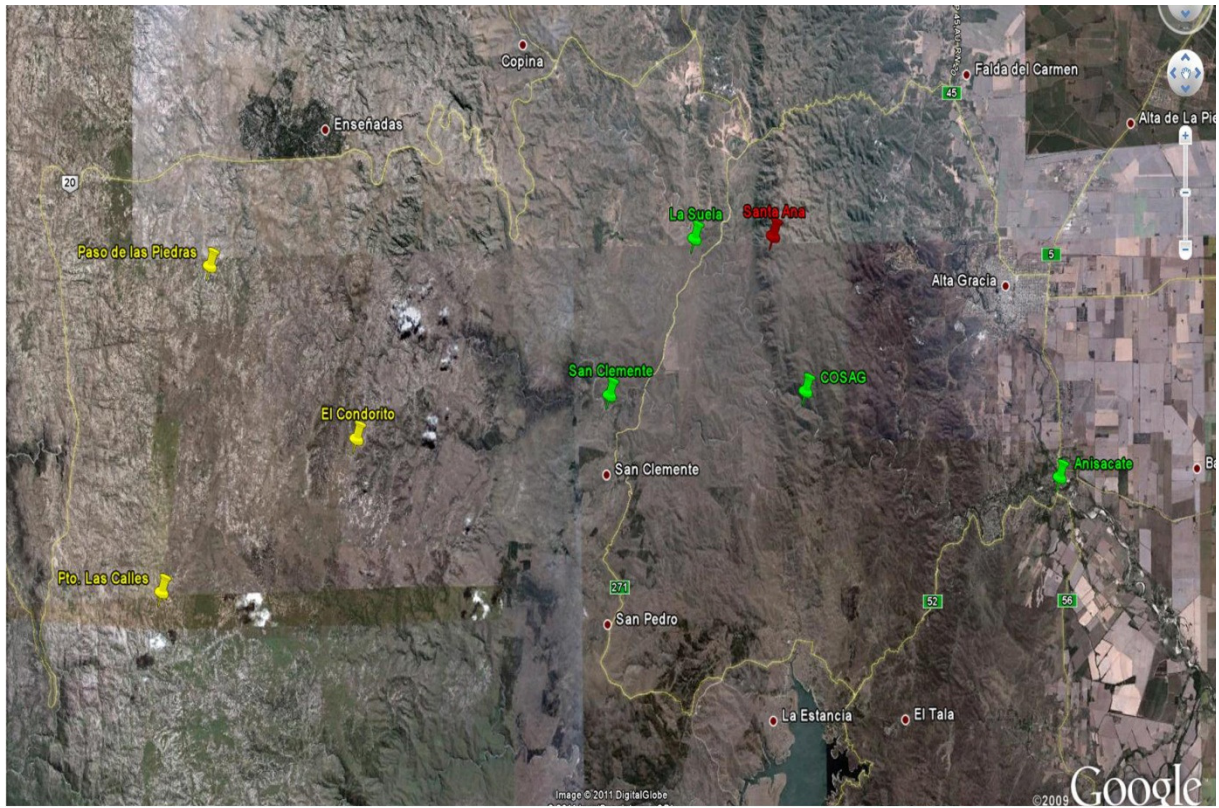 Copina
Falda del Carmen
45
Enseñadas
Alta de La Pie
20
La Suela
Santa Ana
Paso de las Piedras
5
Alta Gracia
San Clemente
COSAG
El Condorito
San Clemente
Anisacate
Ba
Pto. Las Calles
271
52
56
San Pedro
La Estancia
El Tala
Image © 2011 DigitalGlobe
©2009
Google